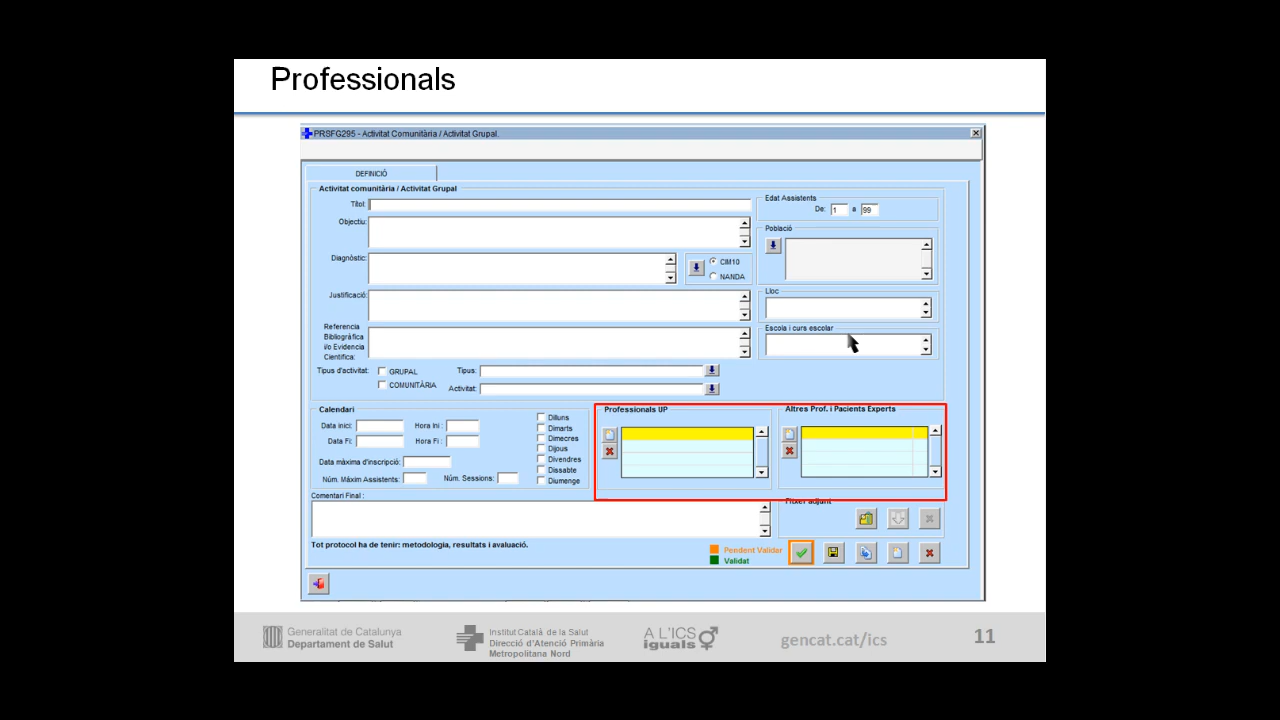 Professionals
PRSFG295 - Activitat Comunitària / Activitat Grupal.
DEFINICIÓ
Activitat comunitària / Activitat Grupal
Títol:
Objectiu:
Diagnòstic:
CIM10
NANDA
Justificació:
Referencia
Bibliogràfica
i/o Evidencia
Científica:
Tipus d'activitat:
GRUPAL
COMUNITÀRIA
Tipus:
Activitat:
Edat Assistents
De: 1 a 99
Població
Lloc
Escola i curs escolar
Calendari
Data inici:
Hora Ini :
Data Fi:
Hora Fi :
Data màxima d'inscripció:
Núm. Màxim Assistents:
Núm. Sessions:
Dilluns
Dimarts
Dimecres
Dijous
Divendres
Dissabte
Diumenge
Professionals UP
Altres Prof. i Pacients Experts
Comentari Final :
Fitxer adjunt
Tot protocol ha de tenir: metodologia, resultats i avaluació.
Pendent Validar
Validat
Generalitat de Catalunya
Departament de Salut
Institut Català de la Salut
Direcció d'Atenció Primària
Metropolitana Nord
A L'ICS
iguals
gencat.cat/ics
11